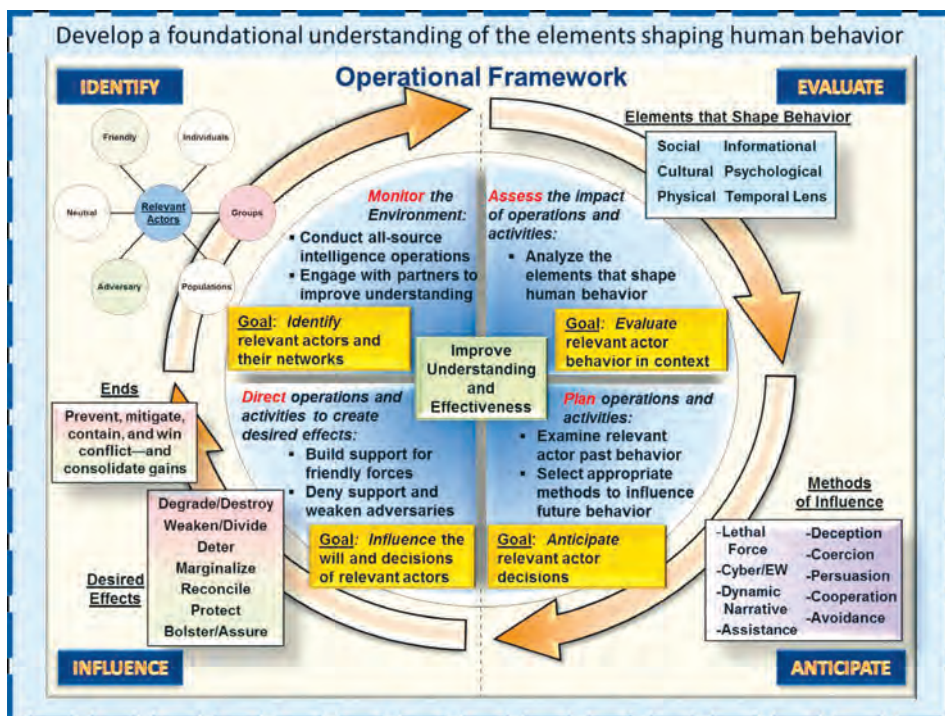 Develop a foundational understanding of the elements shaping human behavior
IDENTIFY
Operational Framework
EVALUATE
Friendly
Individuals
Neutral
Relevant
Actors
Groups
Adversary
Populations
Elements that Shape Behavior
Social Informational
Cultural Psychological
Physical Temporal Lens
Monitor the
Environment:
▪ Conduct all-source
intelligence operations
▪ Engage with partners to
improve understanding
Goal: Identify
relevant actors and
their networks
Assess the impact
of operations and
activities:
▪ Analyze the
elements that shape
human behavior
Goal: Evaluate
relevant actor
behavior in context
Improve
Understanding
and
Effectiveness
Ends
Prevent, mitigate,
contain, and win
conflict—and
consolidate gains
Direct operations and
activities to create
desired effects:
▪ Build support for
friendly forces
▪ Deny support and
weaken adversaries
Goal: Influence the
will and decisions
of relevant actors
Plan operations and
activities:
▪ Examine relevant
actor past behavior
▪ Select appropriate
methods to influence
future behavior
Goal: Anticipate
relevant actor
decisions
Desired
Effects
Degrade/Destroy
Weaken/Divide
Deter
Marginalize
Reconcile
Protect
Bolster/Assure
Methods
of Influence
-Lethal
Force
-Cyber/EW
-Dynamic
Narrative
-Assistance
-Deception
-Coercion
-Persuasion
-Cooperation
-Avoidance
INFLUENCE
ANTICIPATE